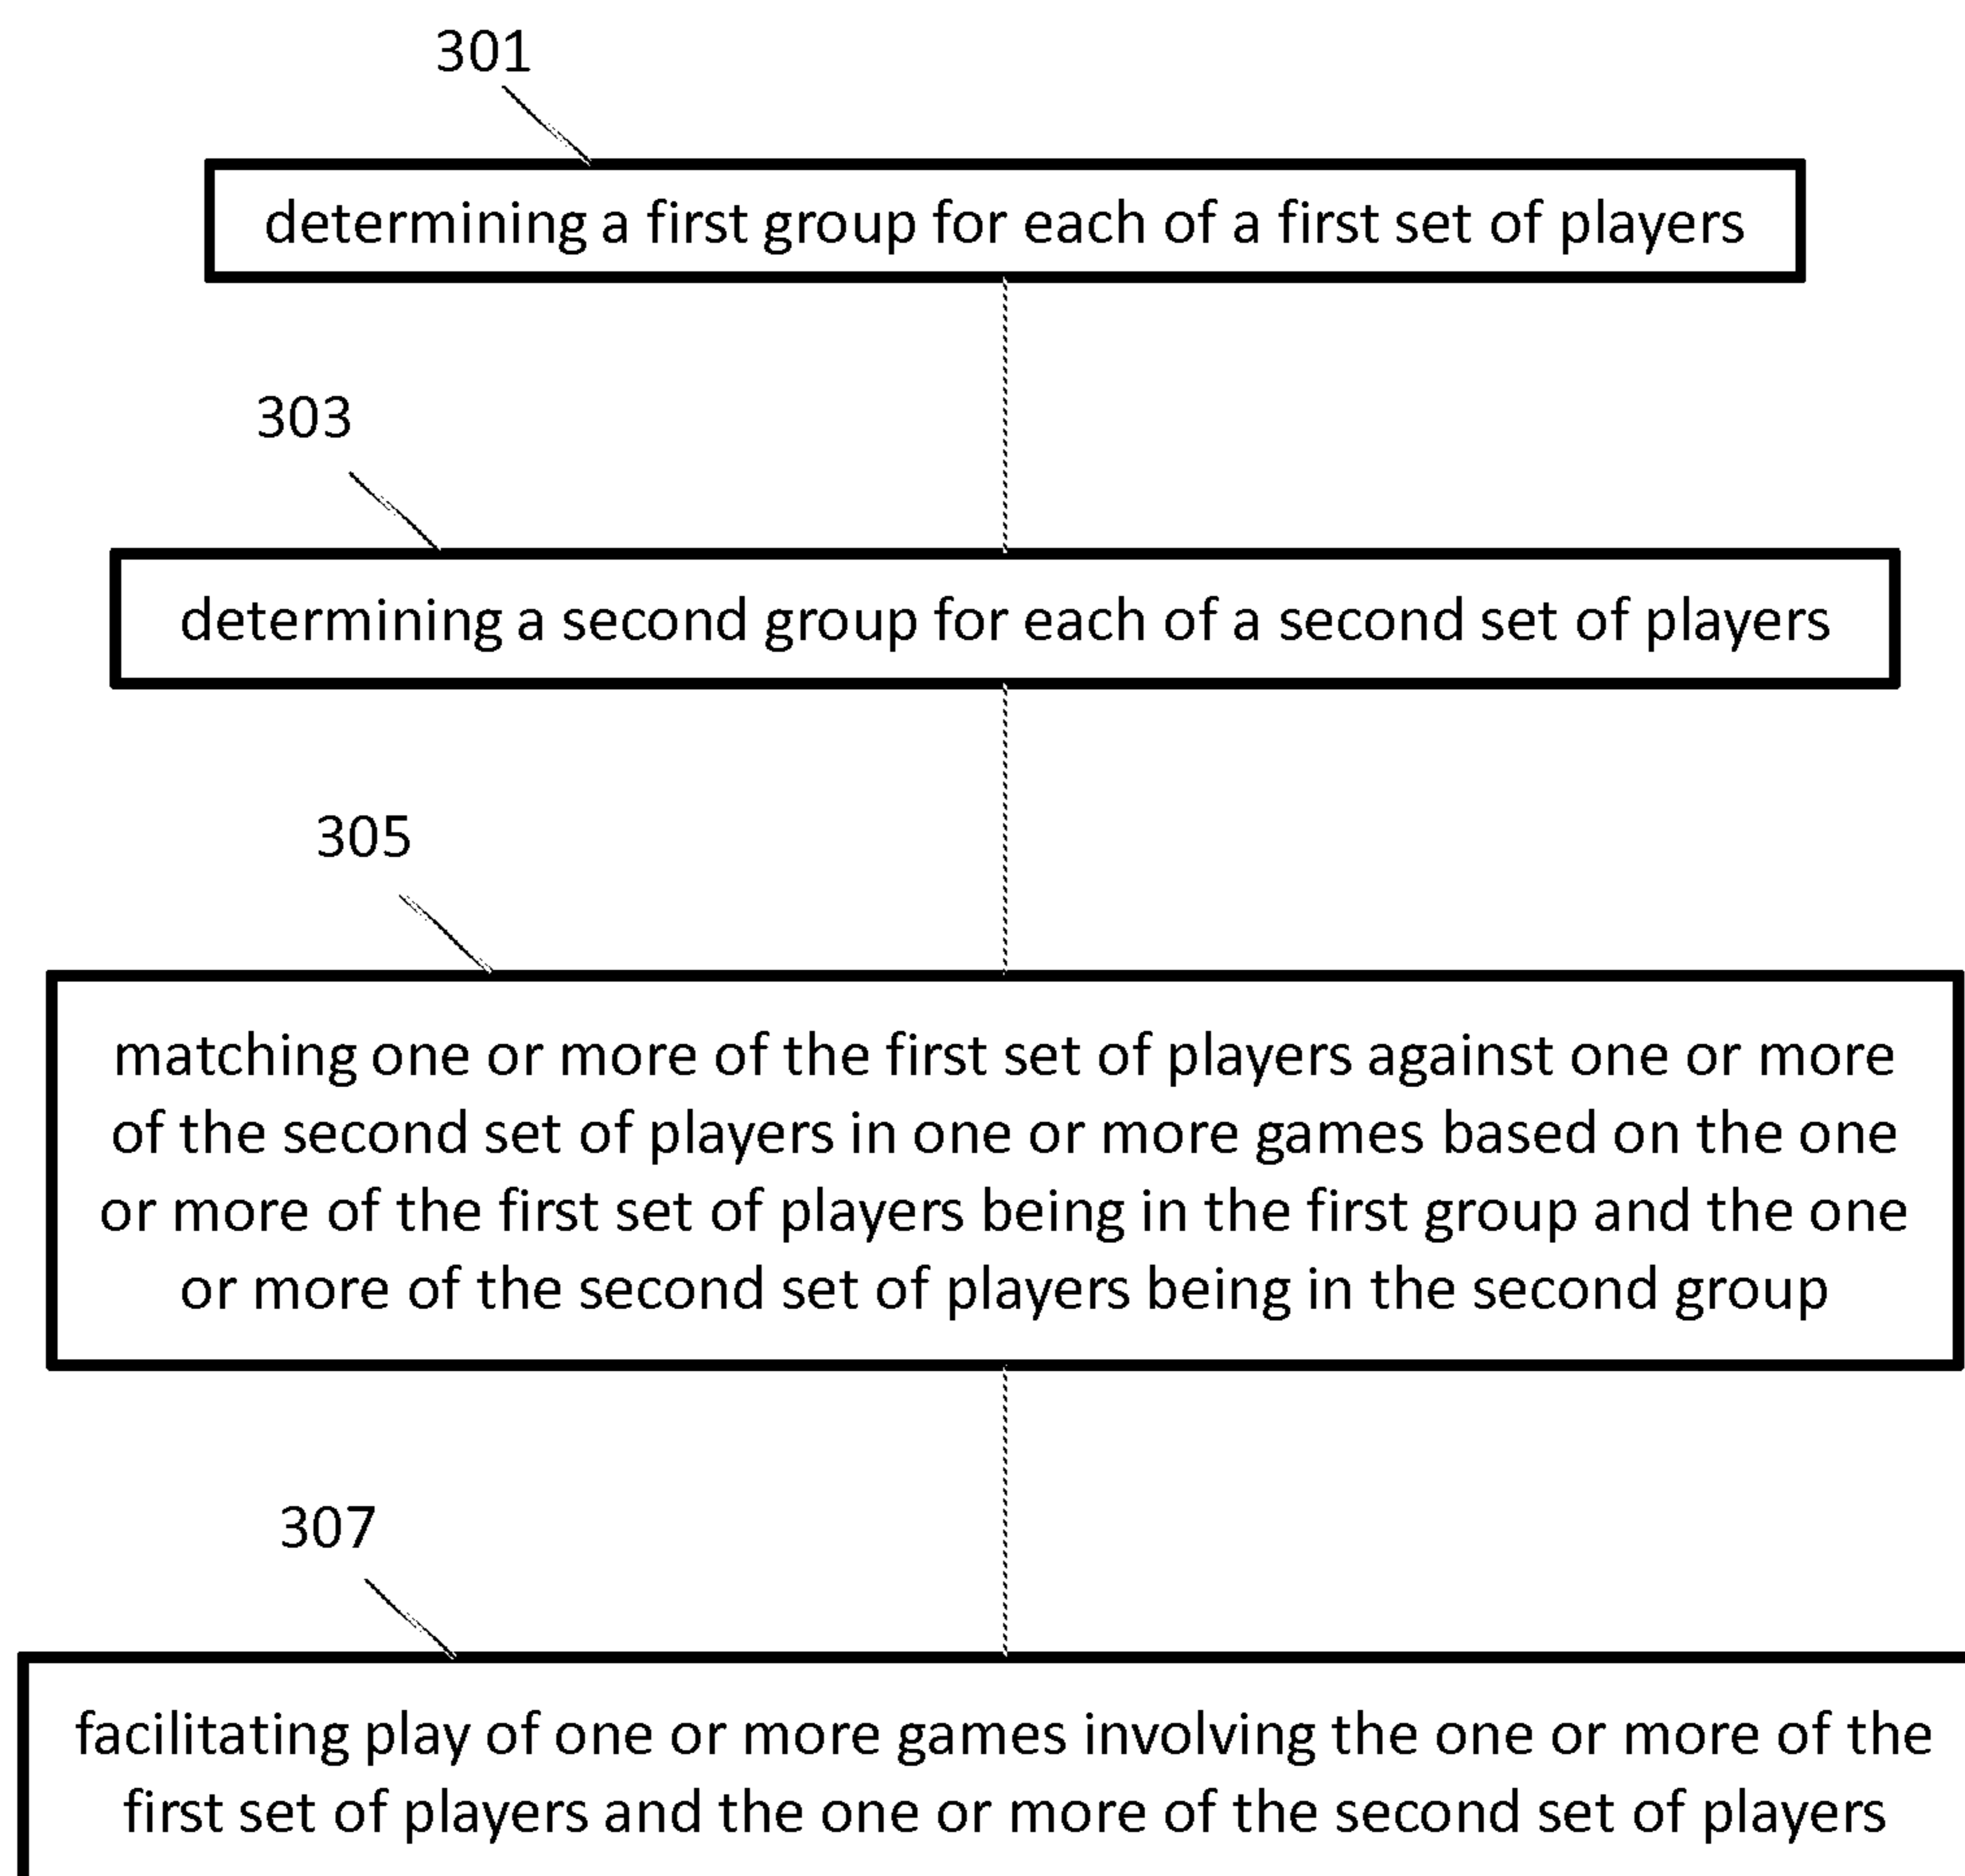 301
determining a first group for each of a first set of players
303
determining a second group for each of a second set of players
305
matching one or more of the first set of players against one or more
of the second set of players in one or more games based on the one
or more of the first set of players being in the first group and the one
or more of the second set of players being in the second group
307
facilitating play of one or more games involving the one or more of the
first set of players and the one or more of the second set of players